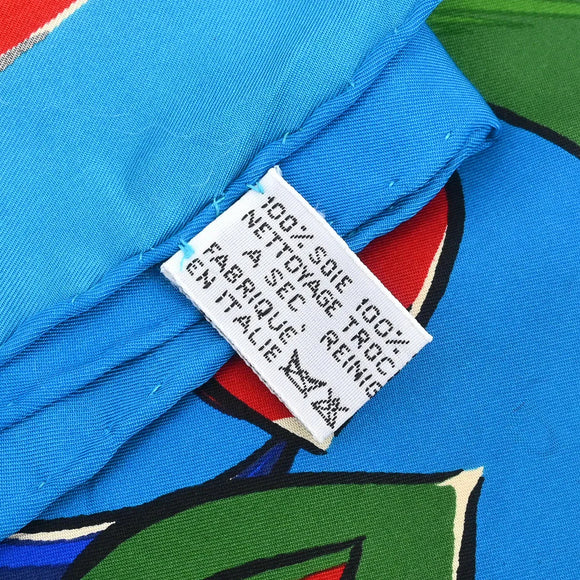 100% SOIE 100%
NETTOYAGE TROC
A SEC, REINIG
FABRIQUE,
EN ITALIE